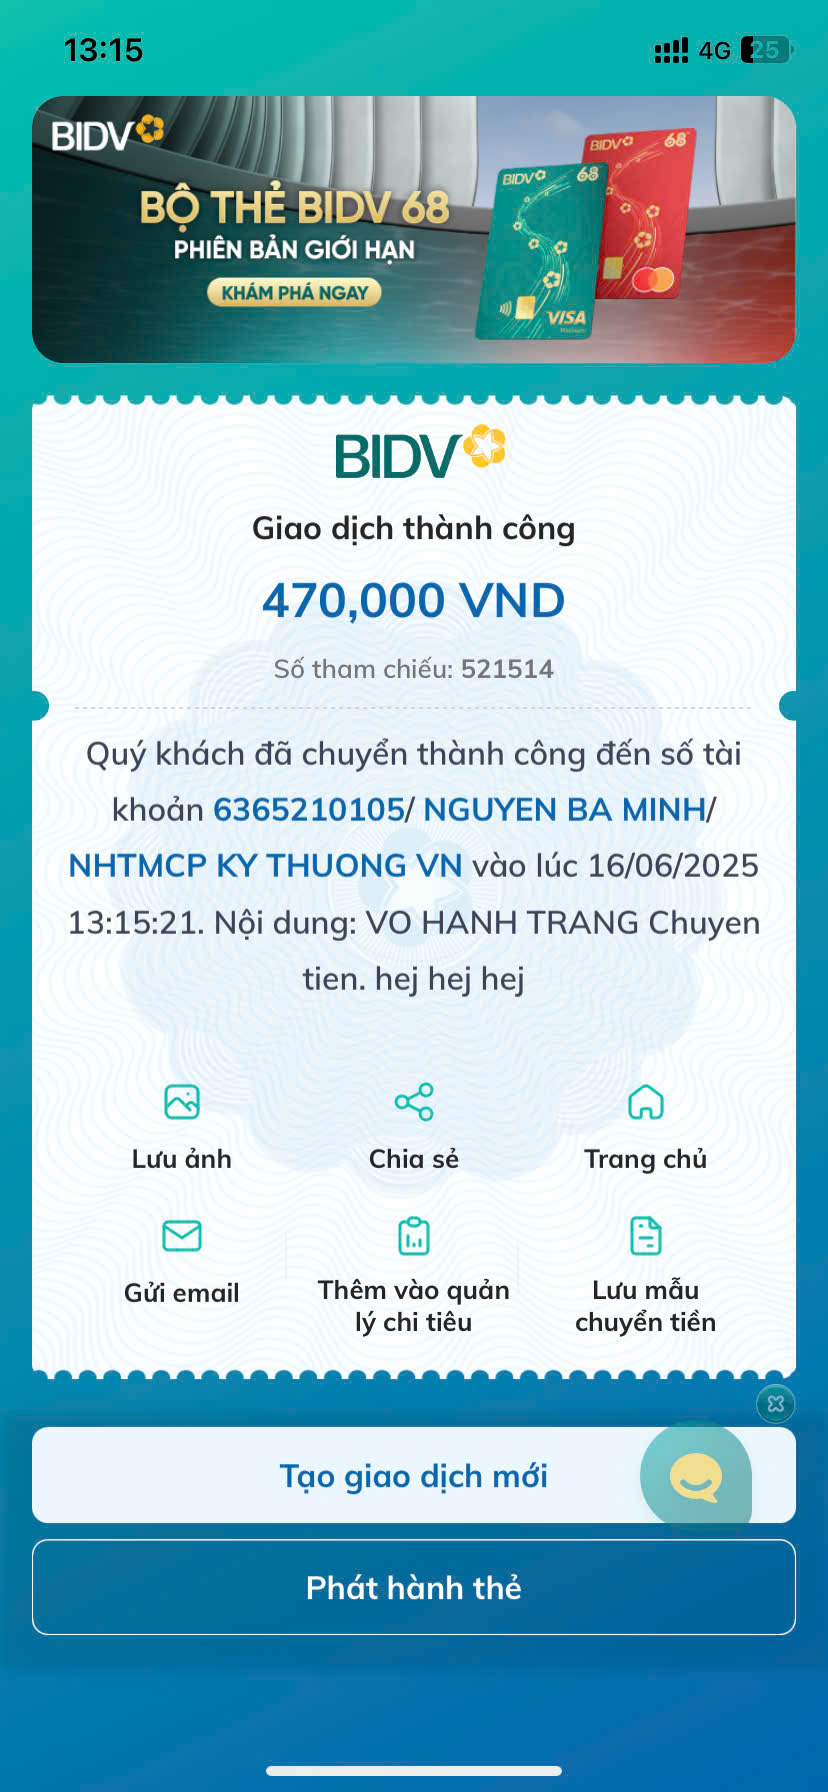 13:15
4G 25
BIDV
BỘ THẺ BIDV 68
PHIÊN BẢN GIỚI HẠN
KHÁM PHÁ NGAY
BIDV 68
BIDV 68
VISA
Platinum
BIDV
Giao dịch thành công
470,000 VND
Số tham chiếu: 521514
Quý khách đã chuyển thành công đến số tài
khoản 6365210105/ NGUYEN BA MINH/
NHTMCP KY THUONG VN vào lúc 16/06/2025
13:15:21. Nội dung: VO HANH TRANG Chuyen
tien. hej hej hej
Lưu ảnh
Chia sẻ
Trang chủ
Gửi email
Thêm vào quản
lý chi tiêu
Lưu mẫu
chuyển tiền
Tạo giao dịch mới
Phát hành thẻ